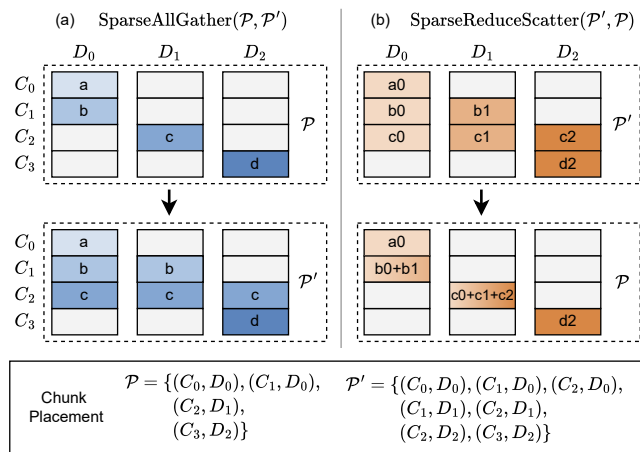 (a) SparseAllGather(𝒫, 𝒫′)
D₀ D₁ D₂
C₀ a
C₁ b
C₂ c
C₃ d
𝒫
C₀ a
C₁ b b
C₂ c c c
C₃ d
𝒫′
(b) SparseReduceScatter(𝒫′, 𝒫)
D₀ D₁ D₂
a0
b0 b1
c0 c1 c2
d2
𝒫′
a0
b0+b1
c0+c1+c2
d2
𝒫
Chunk
Placement
𝒫 = {(C₀, D₀), (C₁, D₀),
(C₂, D₁),
(C₃, D₂)}
𝒫′ = {(C₀, D₀), (C₁, D₀), (C₂, D₀),
(C₁, D₁), (C₂, D₁),
(C₂, D₂), (C₃, D₂)}